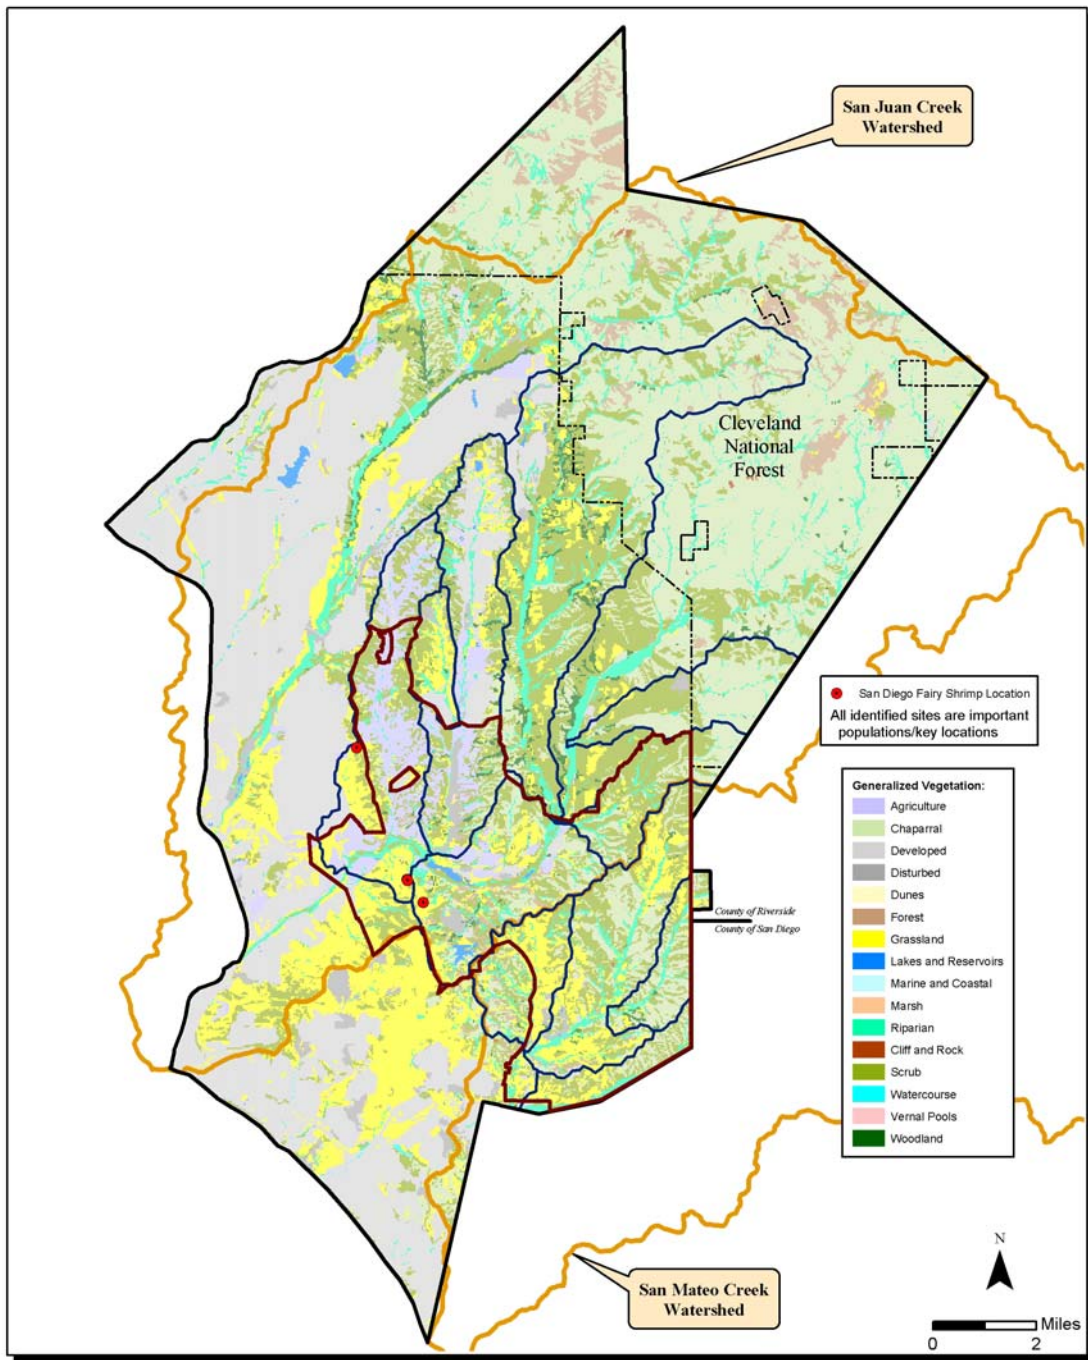 San Juan Creek
Watershed
Cleveland
National
Forest
San Diego Fairy Shrimp Location
All identified sites are important
populations/key locations
Generalized Vegetation:
Agriculture
Chaparral
Developed
Disturbed
Dunes
Forest
Grassland
Lakes and Reservoirs
Marine and Coastal
Marsh
Riparian
Cliff and Rock
Scrub
Watercourse
Vernal Pools
Woodland
County of Riverside
County of San Diego
San Mateo Creek
Watershed
N
Miles
0 2